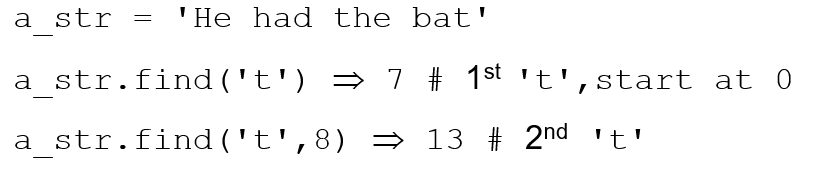 a_str = 'He had the bat'
a_str.find('t') ⇒ 7 # 1st 't',start at 0
a_str.find('t',8) ⇒ 13 # 2nd 't'